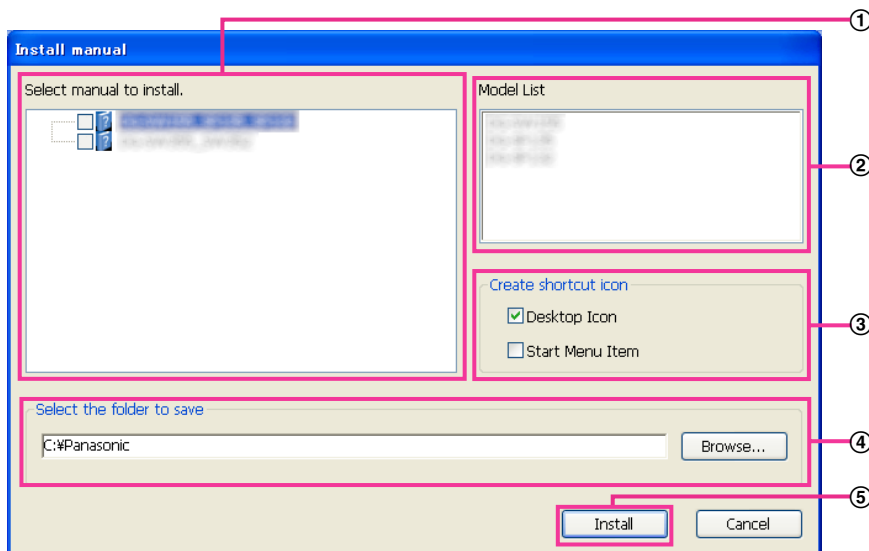 ①
Install manual
Select manual to install.
Model List
②
Create shortcut icon
Desktop Icon
③
Start Menu Item
Select the folder to save
C:¥Panasonic
Browse...
④
⑤
Install
Cancel